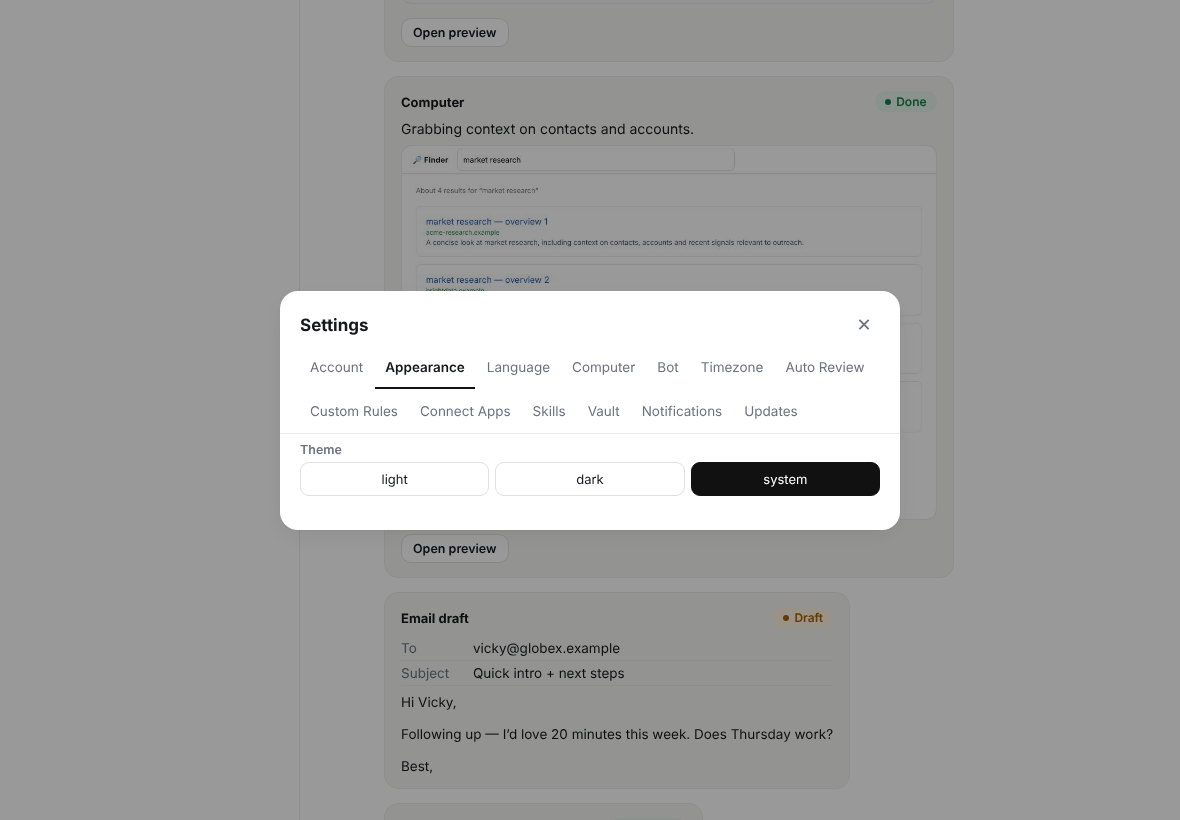 Open preview
Computer
Done
Grabbing context on contacts and accounts.
Finder
market research
About 4 results for "market research"
market research — overview 1
acme-research.example
A concise look at market research, including context on contacts, accounts and recent signals relevant to outreach.
market research — overview 2
Settings
Account Appearance Language Computer Bot Timezone Auto Review
Custom Rules Connect Apps Skills Vault Notifications Updates
Theme
light dark system
Open preview
Email draft
Draft
To vicky@globex.example
Subject Quick intro + next steps
Hi Vicky,
Following up — I'd love 20 minutes this week. Does Thursday work?
Best,